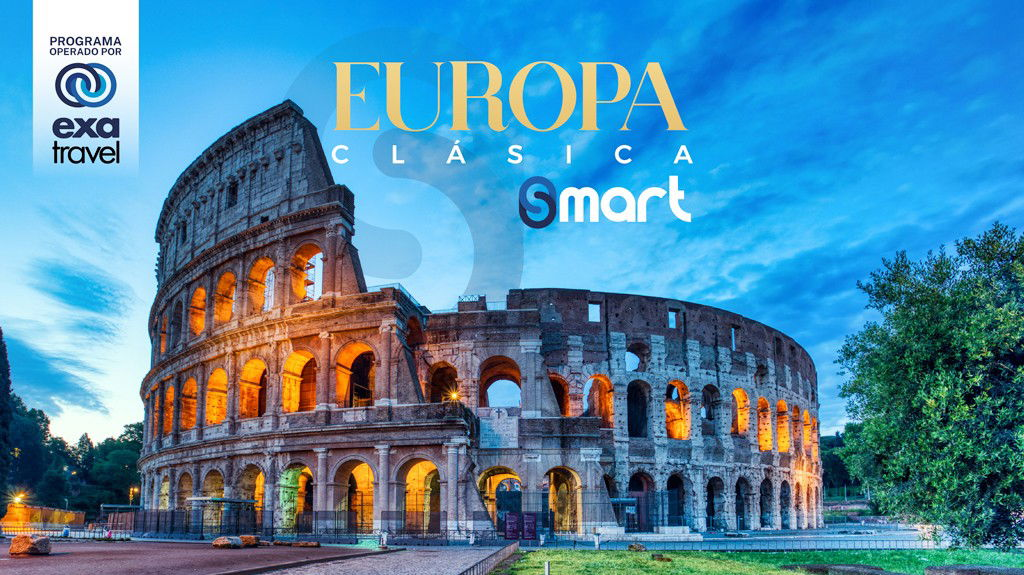 PROGRAMA
OPERADO POR
exa
travel
EUROPA
CLÁSICA
Smart